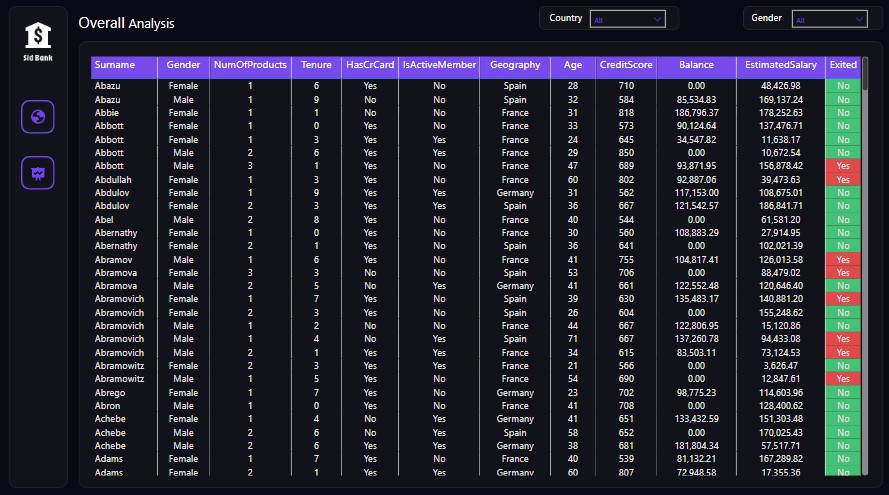 Overall Analysis
Country All
Gender All
Sid Bank
Surname Gender NumOfProducts Tenure HasCrCard IsActiveMember Geography Age CreditScore Balance EstimatedSalary Exited
Abazu Female 1 6 Yes No Spain 28 710 0.00 48,426.98 No
Abazu Male 1 9 No No Spain 32 584 85,534.83 169,137.24 No
Abbie Female 1 1 No No France 31 818 186,796.37 178,252.63 No
Abbott Female 1 0 Yes No France 33 573 90,124.64 137,476.71 No
Abbott Female 1 3 Yes Yes France 24 645 34,547.82 11,638.17 No
Abbott Male 2 6 Yes Yes France 29 850 0.00 10,672.54 No
Abbott Male 3 1 Yes No France 47 689 93,871.95 156,878.42 Yes
Abdullah Female 1 3 Yes Yes France 60 802 92,887.06 39,473.63 Yes
Abdulov Female 1 9 Yes Yes Germany 31 562 117,153.00 108,675.01 No
Abdulov Female 2 3 Yes Yes Spain 36 667 121,542.57 186,841.71 No
Abel Male 2 8 Yes No France 40 544 0.00 61,581.20 No
Abernathy Female 1 0 Yes No France 30 560 108,883.29 27,914.95 No
Abernathy Female 2 1 Yes No Spain 36 641 0.00 102,021.39 No
Abramov Male 1 6 Yes No France 41 755 104,817.41 126,013.58 Yes
Abramova Female 3 3 No No Spain 53 706 0.00 88,479.02 Yes
Abramova Male 2 5 No Yes Germany 41 661 122,552.48 120,646.40 No
Abramovich Female 1 7 Yes No Spain 39 630 135,483.17 140,881.20 Yes
Abramovich Female 2 3 Yes Yes Spain 26 604 0.00 155,248.62 No
Abramovich Male 1 2 Yes No France 44 667 122,806.95 15,120.86 No
Abramovich Male 1 4 No Yes Spain 71 667 137,260.78 94,433.08 Yes
Abramovich Male 2 1 Yes Yes France 34 615 83,503.11 73,124.53 Yes
Abramowitz Female 2 3 Yes Yes France 21 566 0.00 3,626.47 No
Abramowitz Male 1 5 Yes No France 54 690 0.00 12,847.61 Yes
Abrego Female 1 7 Yes No Germany 23 702 98,775.23 114,603.96 No
Abron Male 1 0 Yes No France 41 708 0.00 128,400.62 No
Achebe Female 1 4 No Yes Germany 41 651 133,432.59 151,303.48 No
Achebe Male 2 6 No Yes Spain 58 652 0.00 170,025.43 No
Achebe Male 2 6 Yes Yes Germany 38 681 181,804.34 57,517.71 No
Adams Female 1 7 Yes No France 40 539 81,132.21 167,289.82 No
Adams Female 2 1 Yes Yes Germany 60 807 72,948.58 17,355.36 No